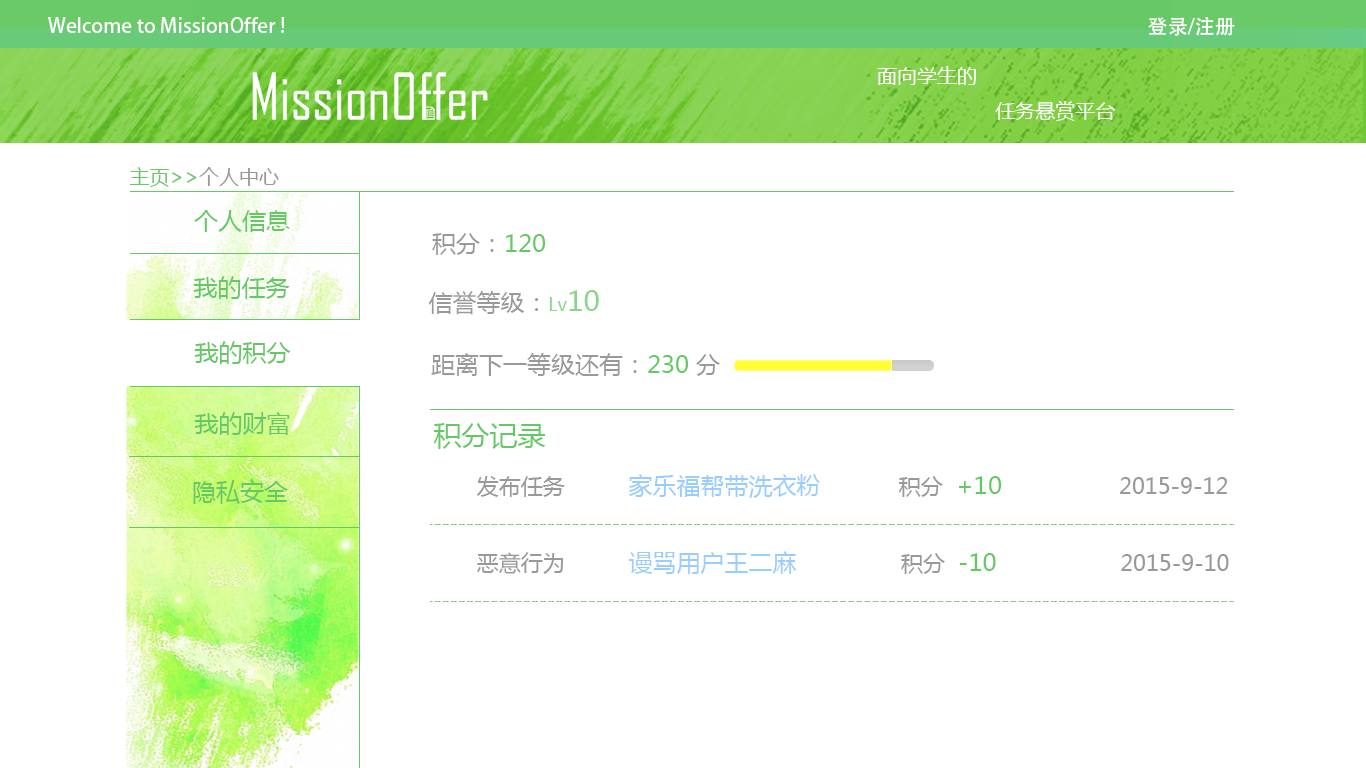 Welcome to MissionOffer !
登录/注册
MissionOffer
面向学生的
任务悬赏平台
主页>>个人中心
个人信息
我的任务
我的积分
我的财富
隐私安全
积分：120
信誉等级：Lv10
距离下一等级还有：230 分
积分记录
发布任务 家乐福帮带洗衣粉 积分 +10 2015-9-12
恶意行为 谩骂用户王二麻 积分 -10 2015-9-10